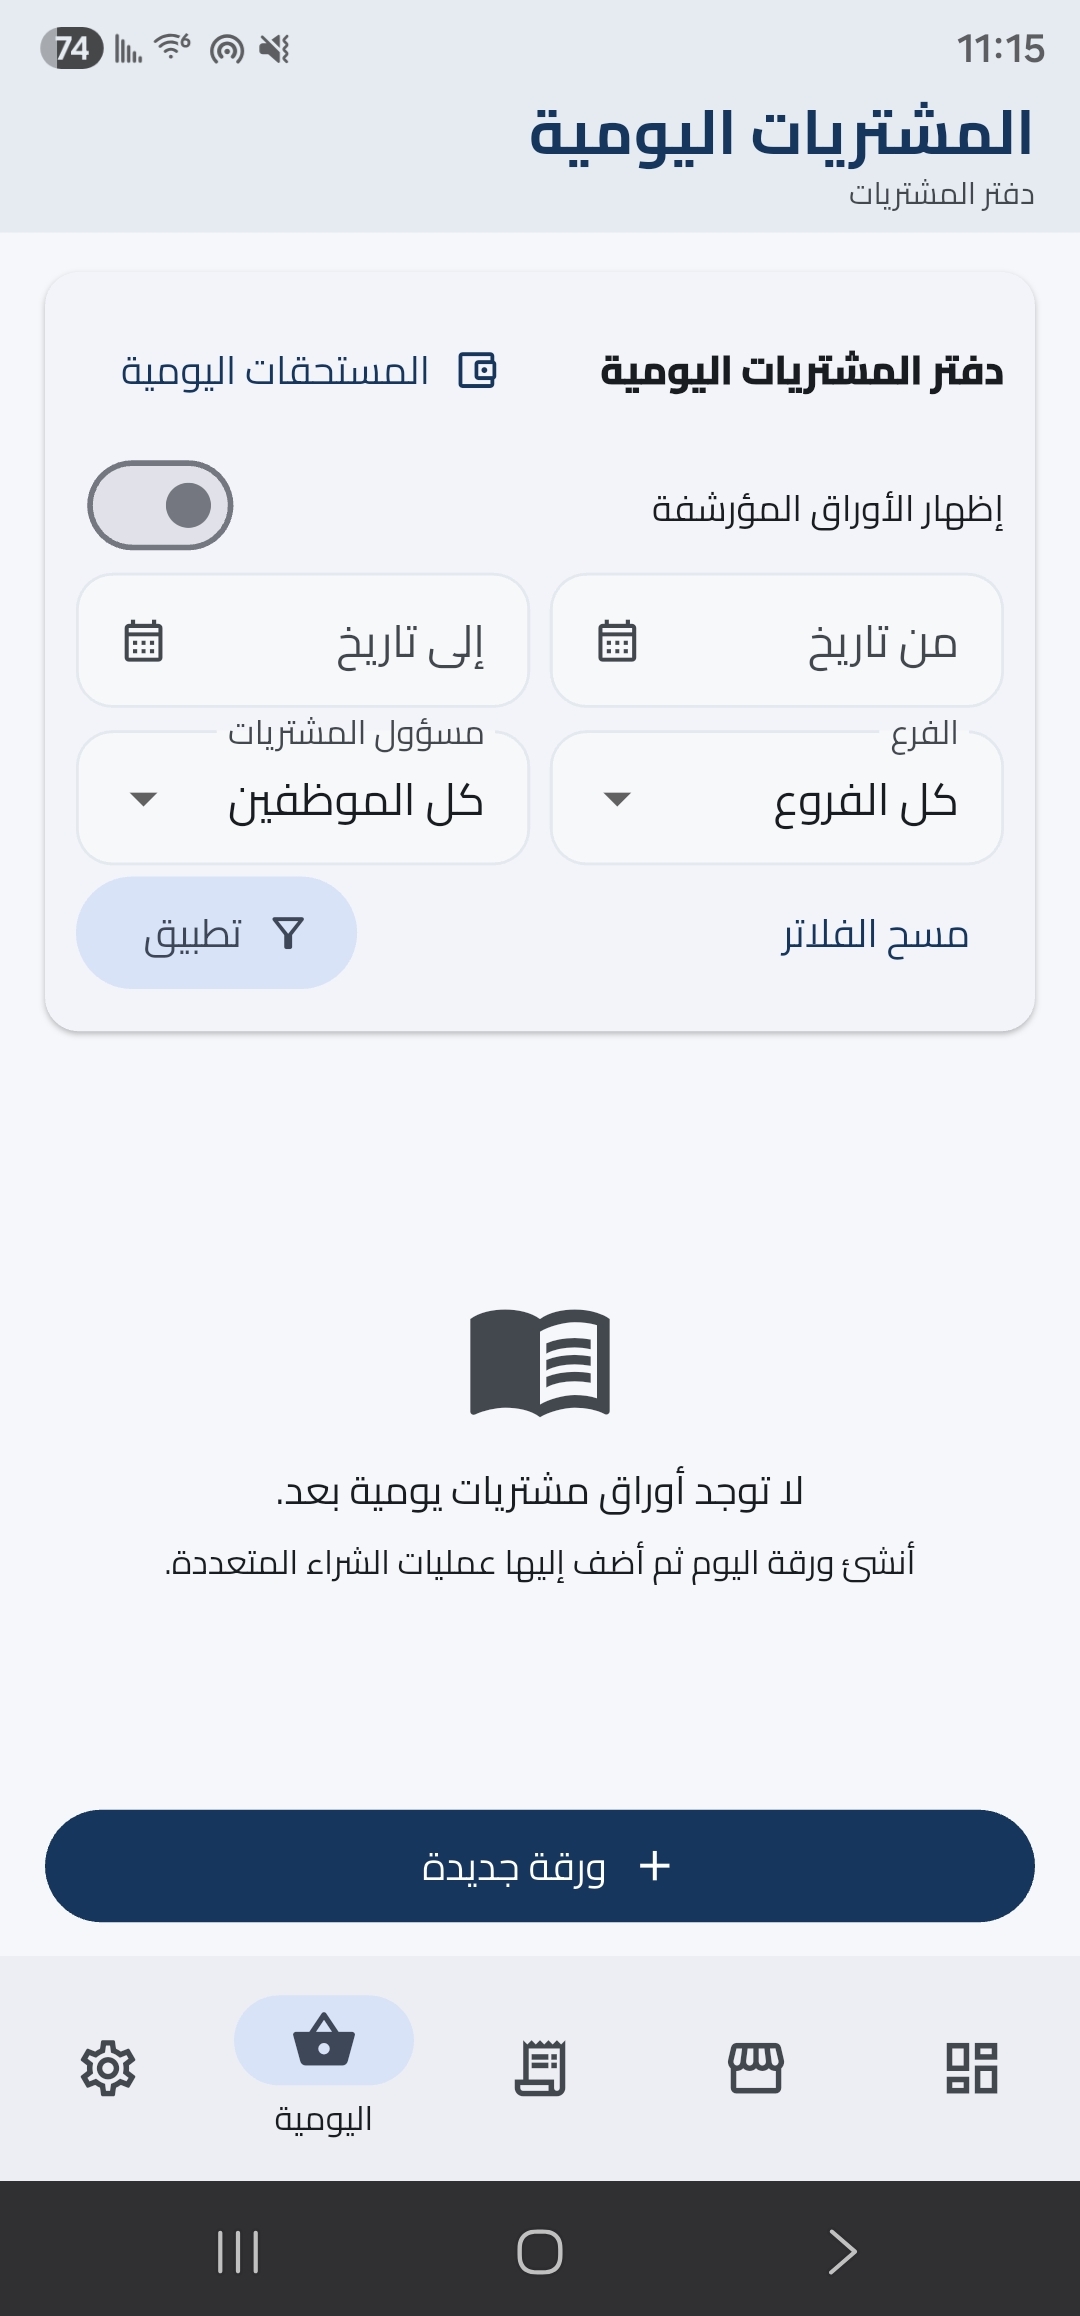 74
6
11:15
المشتريات اليومية
دفتر المشتريات
دفتر المشتريات اليومية
المستحقات اليومية
إظهار الأوراق المؤرشفة
من تاريخ
إلى تاريخ
الفرع
مسؤول المشتريات
كل الفروع
كل الموظفين
مسح الفلاتر
تطبيق
لا توجد أوراق مشتريات يومية بعد.
أنشئ ورقة اليوم ثم أضف إليها عمليات الشراء المتعددة.
+ ورقة جديدة
اليومية